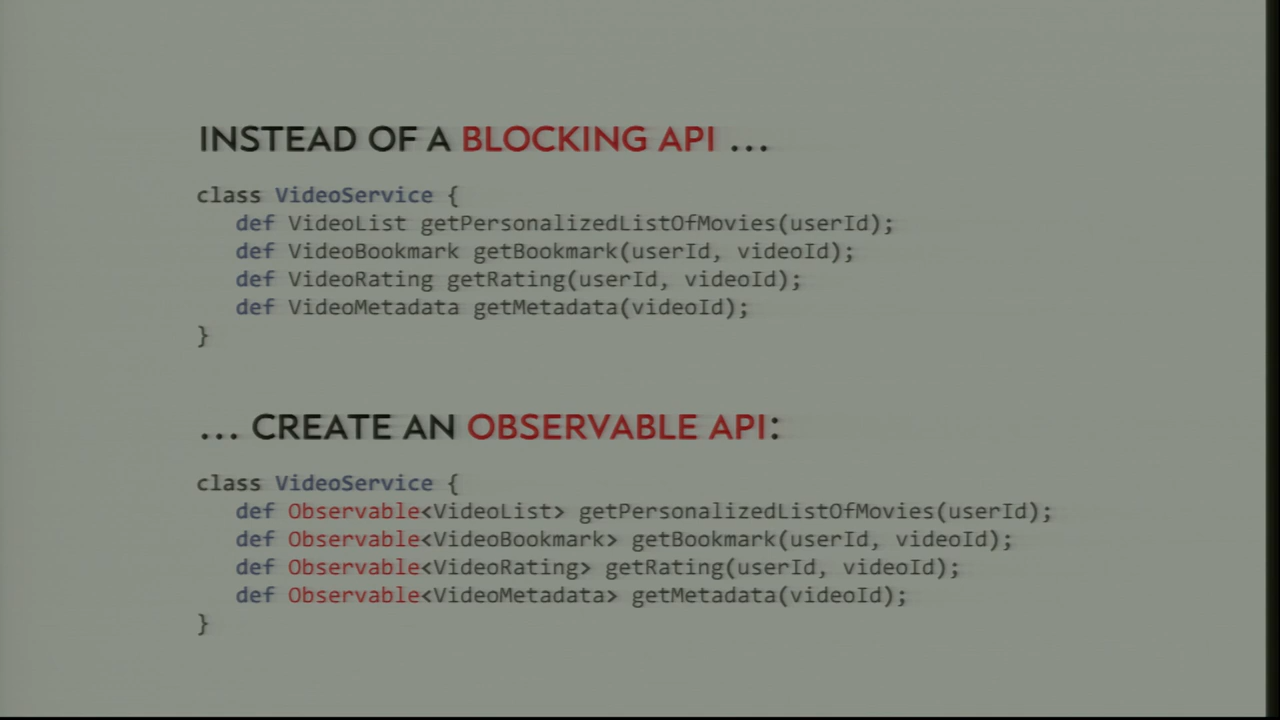 INSTEAD OF A BLOCKING API ...
class VideoService {
def VideoList getPersonalizedListOfMovies(userId);
def VideoBookmark getBookmark(userId, videoId);
def VideoRating getRating(userId, videoId);
def VideoMetadata getMetadata(videoId);
}
... CREATE AN OBSERVABLE API:
class VideoService {
def Observable<VideoList> getPersonalizedListOfMovies(userId);
def Observable<VideoBookmark> getBookmark(userId, videoId);
def Observable<VideoRating> getRating(userId, videoId);
def Observable<VideoMetadata> getMetadata(videoId);
}